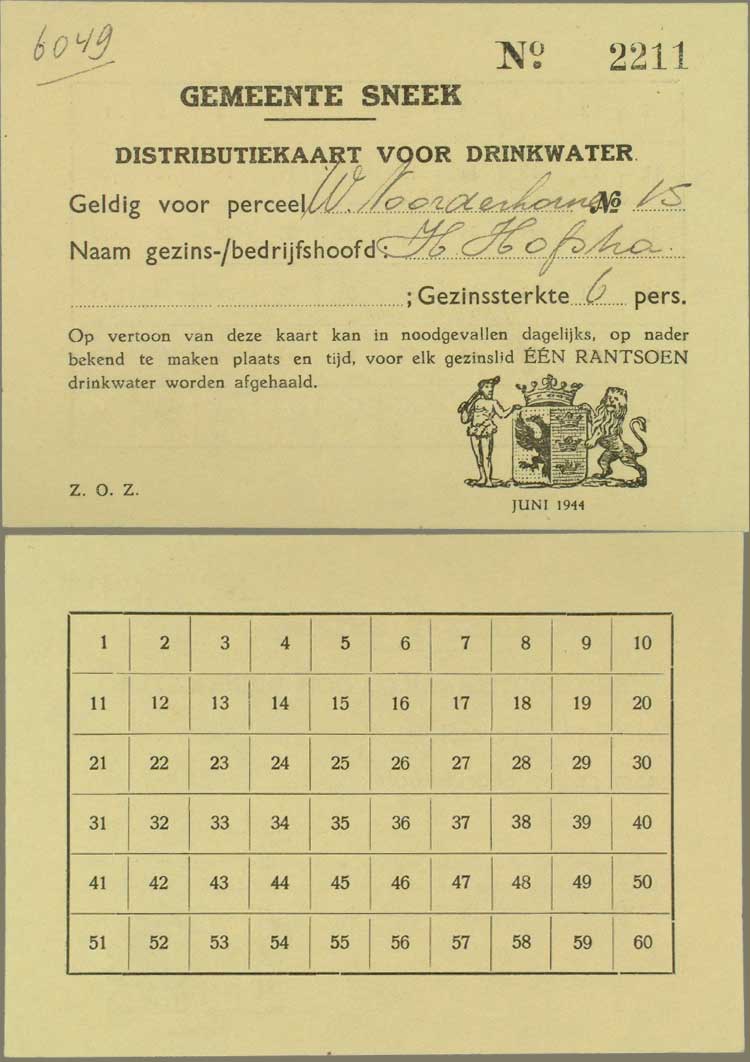 6049
Nº 2211
GEMEENTE SNEEK
DISTRIBUTIEKAART VOOR DRINKWATER
Geldig voor perceel W. Noorderhorne № 15
Naam gezins-/bedrijfshoofd: H Hofstra
; Gezinssterkte 6 pers.
Op vertoon van deze kaart kan in noodgevallen dagelijks, op nader
bekend te maken plaats en tijd, voor elk gezinslid ÉÉN RANTSOEN
drinkwater worden afgehaald.
Z. O. Z.
JUNI 1944
1 2 3 4 5 6 7 8 9 10
11 12 13 14 15 16 17 18 19 20
21 22 23 24 25 26 27 28 29 30
31 32 33 34 35 36 37 38 39 40
41 42 43 44 45 46 47 48 49 50
51 52 53 54 55 56 57 58 59 60